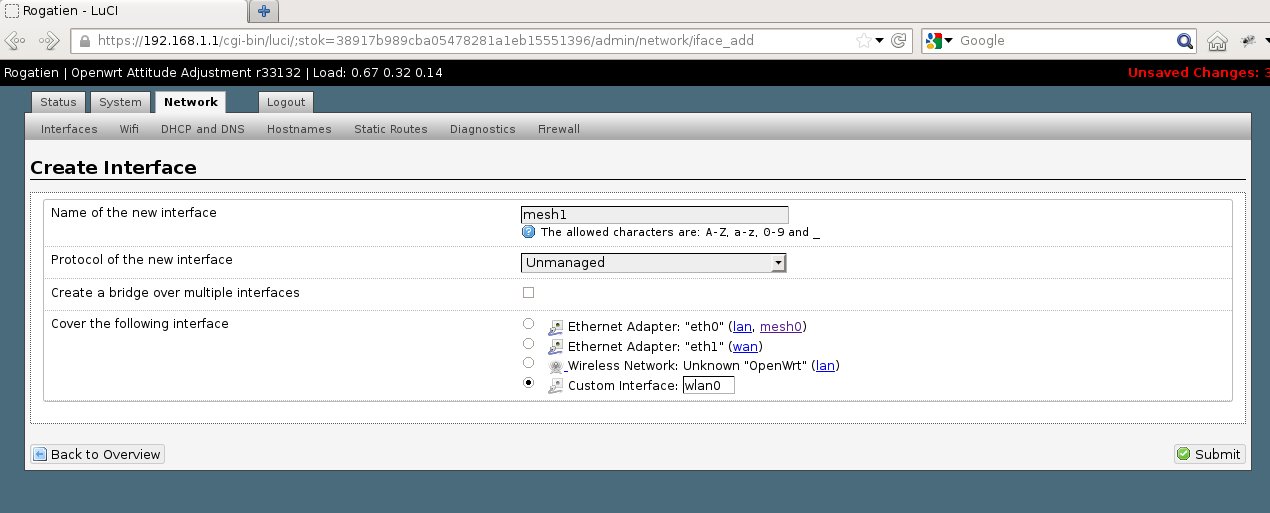 Rogatien - LuCI
https://192.168.1.1/cgi-bin/luci/;stok=38917b989cba05478281a1eb15551396/admin/network/iface_add
Google
Rogatien | Openwrt Attitude Adjustment r33132 | Load: 0.67 0.32 0.14
Unsaved Changes: 3
Status System Network Logout
Interfaces Wifi DHCP and DNS Hostnames Static Routes Diagnostics Firewall
Create Interface
Name of the new interface mesh1
The allowed characters are: A-Z, a-z, 0-9 and _
Protocol of the new interface Unmanaged
Create a bridge over multiple interfaces
Cover the following interface
Ethernet Adapter: "eth0" (lan, mesh0)
Ethernet Adapter: "eth1" (wan)
Wireless Network: Unknown "OpenWrt" (lan)
Custom Interface: wlan0
Back to Overview Submit